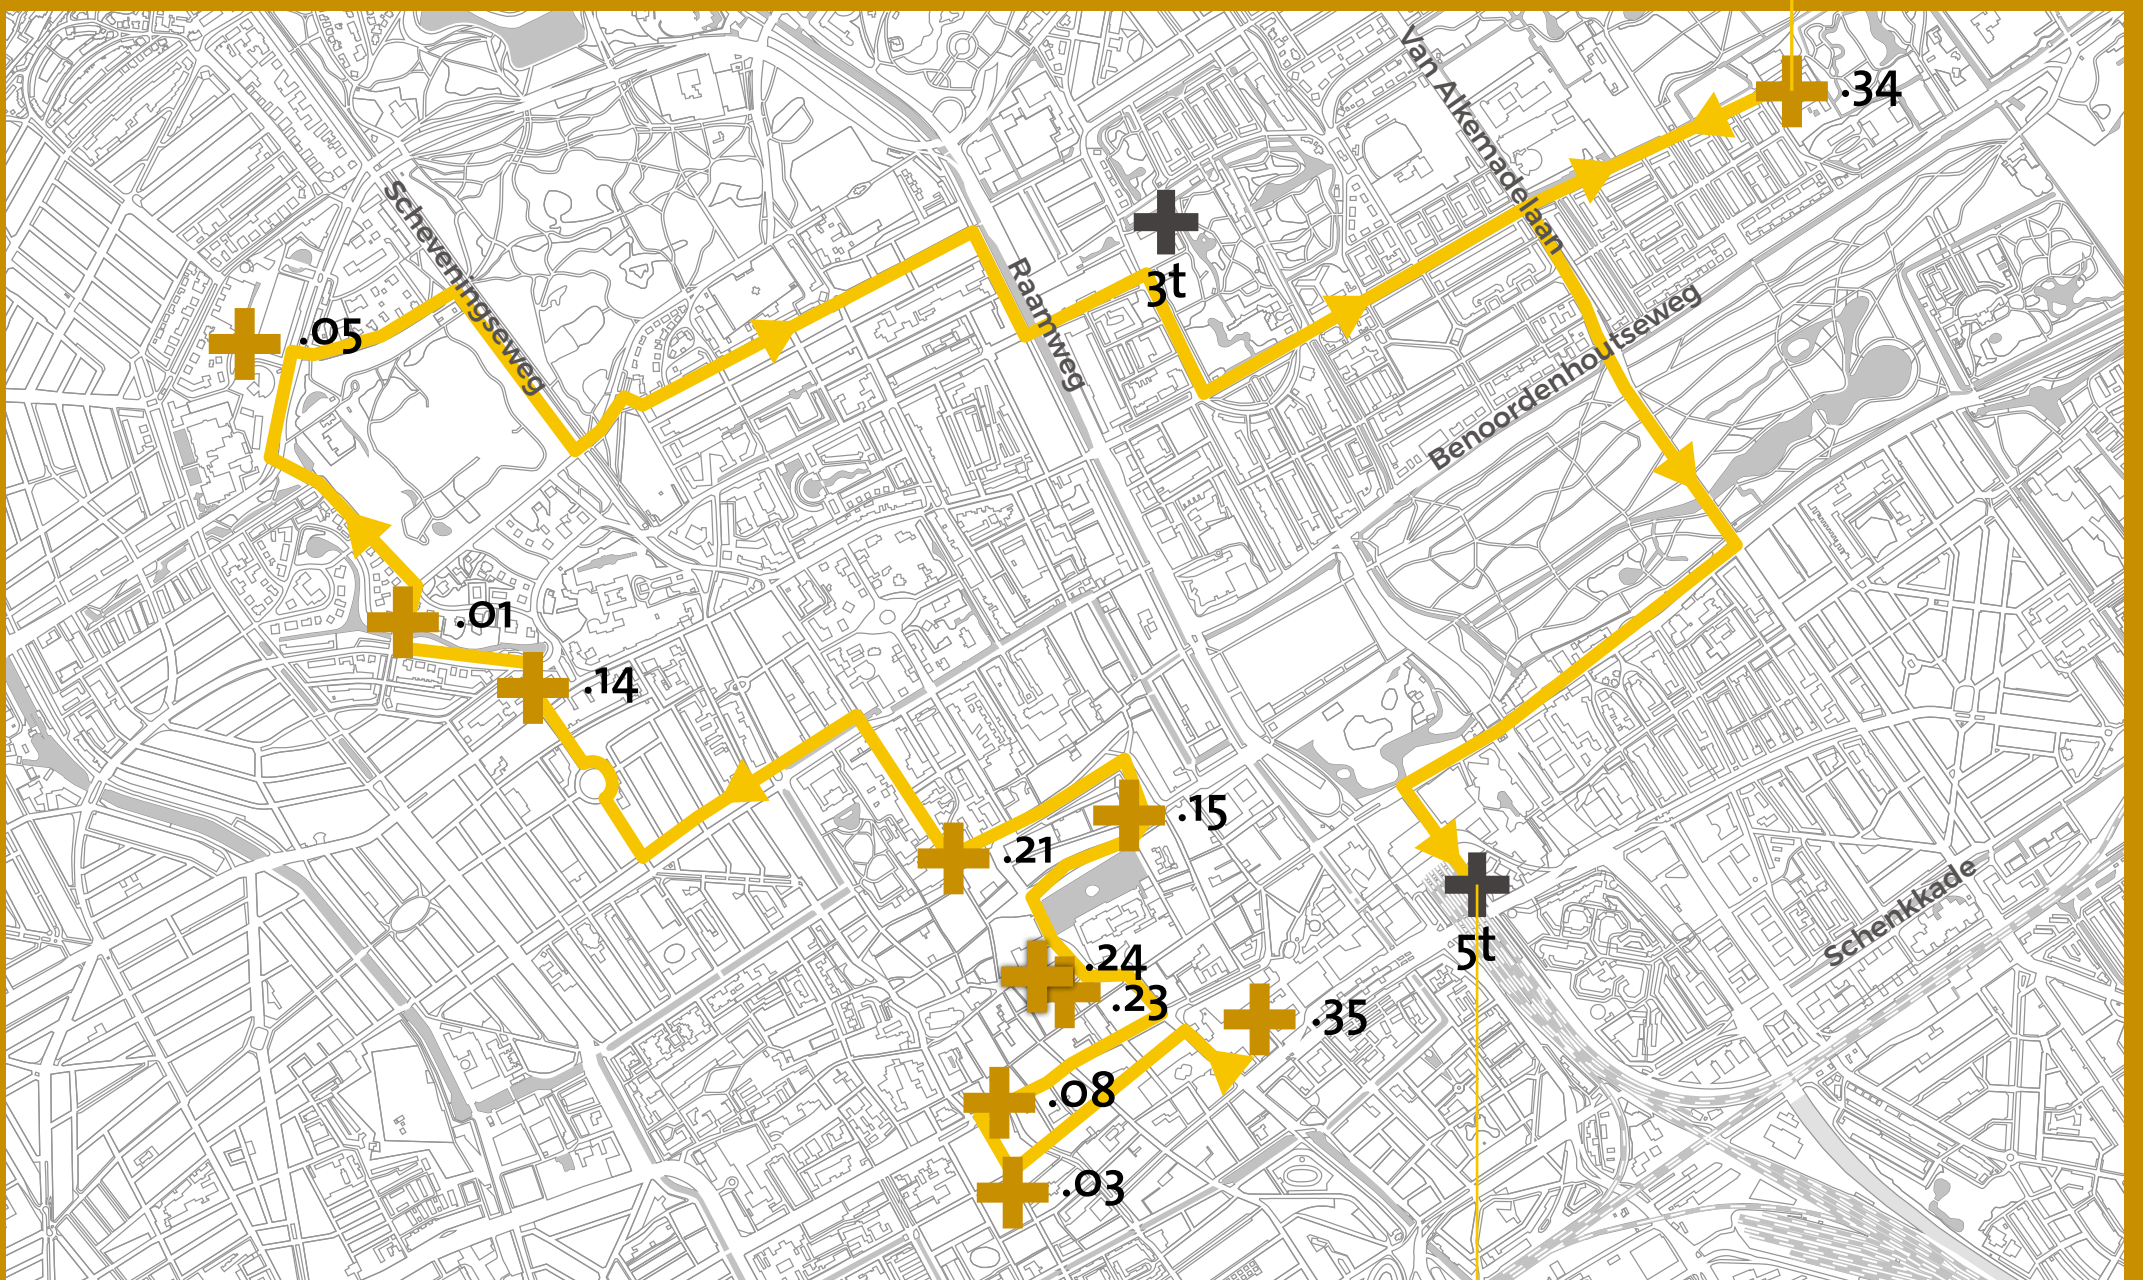 Van Alkemadelaan
.34
Scheveningseweg
3t
Raamweg
.05
Benoordenhoutseweg
.01
.14
.15
.21
Schenkkade
5t
.24
.23
.35
.08
.03